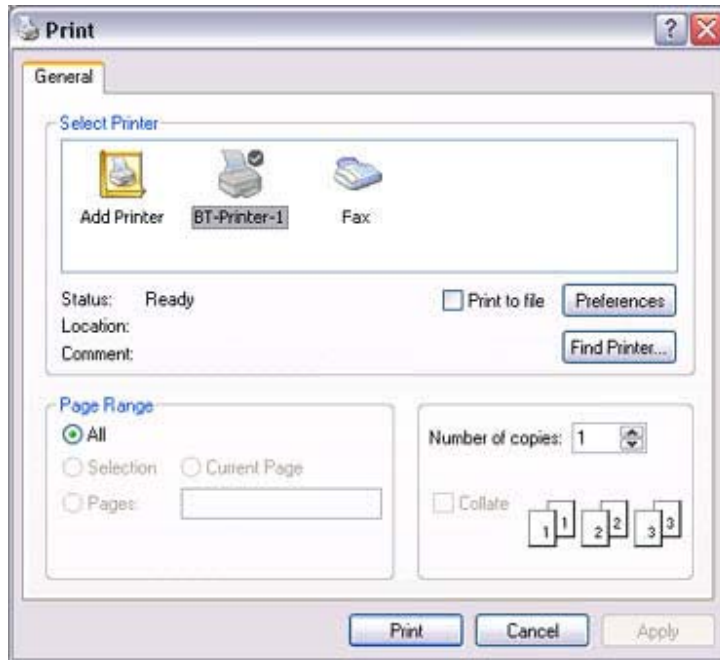 Print
General
Select Printer
Add Printer
BT-Printer-1
Fax
Status: Ready
Print to file
Preferences
Location:
Comment:
Find Printer...
Page Range
All
Selection
Current Page
Pages:
Number of copies: 1
Collate
1 1 2 2 3 3
Print
Cancel
Apply